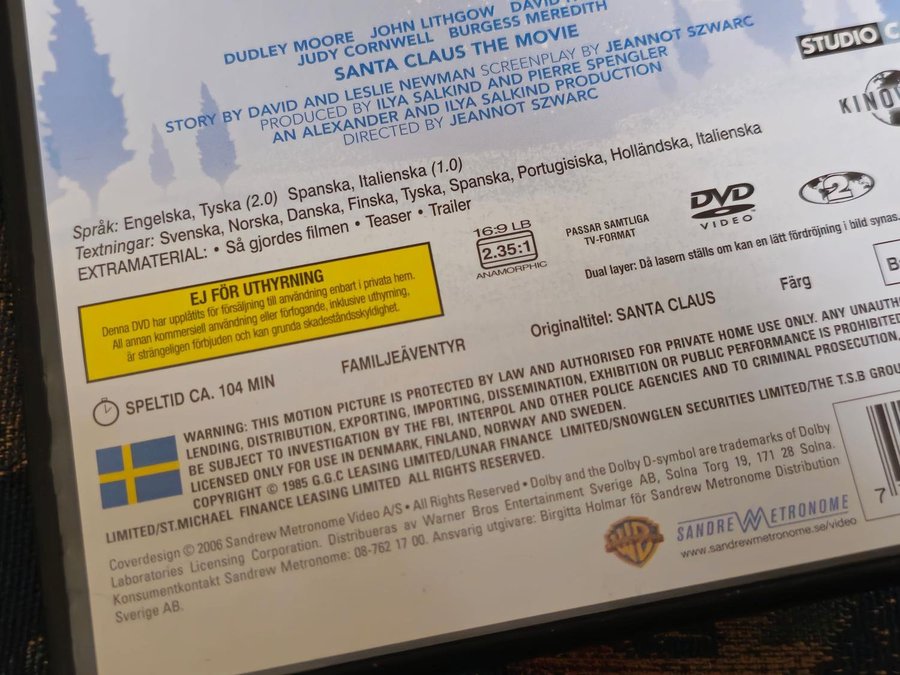 DUDLEY MOORE JOHN LITHGOW DAVID
JUDY CORNWELL BURGESS MEREDITH
SANTA CLAUS THE MOVIE
STORY BY DAVID AND LESLIE NEWMAN SCREENPLAY BY JEANNOT SZWARC
PRODUCED BY ILYA SALKIND AND PIERRE SPENGLER
AN ALEXANDER AND ILYA SALKIND PRODUCTION
DIRECTED BY JEANNOT SZWARC
STUDIO C
KINO
Språk: Engelska, Tyska (2.0) Spanska, Italienska (1.0)
Textningar: Svenska, Norska, Danska, Finska, Tyska, Spanska, Portugisiska, Holländska, Italienska
EXTRAMATERIAL: • Så gjordes filmen • Teaser • Trailer
16:9 LB
2.35:1
ANAMORPHIC
PASSAR SAMTLIGA
TV-FORMAT
DVD
VIDEO
2
Dual layer: Då lasern ställs om kan en lätt fördröjning i bild synas.
EJ FÖR UTHYRNING
Denna DVD har upplåtits för försäljning till användning enbart i privata hem.
All annan kommersiell användning eller förfogande, inklusive uthyrning,
är strängeligen förbjuden och kan grunda skadeståndsskyldighet.
SPELTID CA. 104 MIN
FAMILJEÄVENTYR
Originaltitel: SANTA CLAUS
Färg
B
WARNING: THIS MOTION PICTURE IS PROTECTED BY LAW AND AUTHORISED FOR PRIVATE HOME USE ONLY. ANY UNAUTH
LENDING, DISTRIBUTION, EXPORTING, IMPORTING, DISSEMINATION, EXHIBITION OR PUBLIC PERFORMANCE IS PROHIBITED
BE SUBJECT TO INVESTIGATION BY THE FBI, INTERPOL AND OTHER POLICE AGENCIES AND TO CRIMINAL PROSECUTION,
LICENSED ONLY FOR USE IN DENMARK, FINLAND, NORWAY AND SWEDEN.
COPYRIGHT © 1985 G.G.C LEASING LIMITED/LUNAR FINANCE LIMITED/SNOWGLEN SECURITIES LIMITED/THE T.S.B GROU
LIMITED/ST.MICHAEL FINANCE LEASING LIMITED ALL RIGHTS RESERVED.
Coverdesign © 2006 Sandrew Metronome Video A/S • All Rights Reserved • Dolby and the Dolby D-symbol are trademarks of Dolby
Laboratories Licensing Corporation. Distribueras av Warner Bros Entertainment Sverige AB, Solna Torg 19, 171 28 Solna.
Konsumentkontakt Sandrew Metronome: 08-762 17 00. Ansvarig utgivare: Birgitta Holmar för Sandrew Metronome Distribution
Sverige AB.
SANDREW METRONOME
www.sandrewmetronome.se/video
7